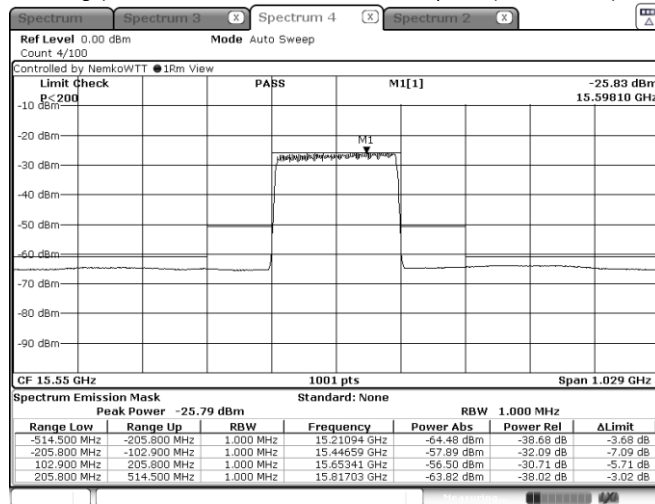 Spectrum Spectrum 3 X Spectrum 4 X Spectrum 2 X
Ref Level 0.00 dBm Mode Auto Sweep
Count 4/100
Controlled by NemkoWTT ●1Rm View
Limit Check PASS M1[1] -25.83 dBm
P<200 15.59810 GHz
-10 dBm
-20 dBm
M1
-30 dBm
-40 dBm
-50 dBm
-60 dBm
-70 dBm
-80 dBm
-90 dBm
CF 15.55 GHz 1001 pts Span 1.029 GHz
Spectrum Emission Mask Standard: None
Peak Power -25.79 dBm RBW 1.000 MHz
Range Low Range Up RBW Frequency Power Abs Power Rel ΔLimit
-514.500 MHz -205.800 MHz 1.000 MHz 15.21094 GHz -64.48 dBm -38.68 dB -3.68 dB
-205.800 MHz -102.900 MHz 1.000 MHz 15.44659 GHz -57.89 dBm -32.09 dB -7.09 dB
102.900 MHz 205.800 MHz 1.000 MHz 15.65341 GHz -56.50 dBm -30.71 dB -5.71 dB
205.800 MHz 514.500 MHz 1.000 MHz 15.81703 GHz -63.82 dBm -38.02 dB -3.02 dB
Measuring